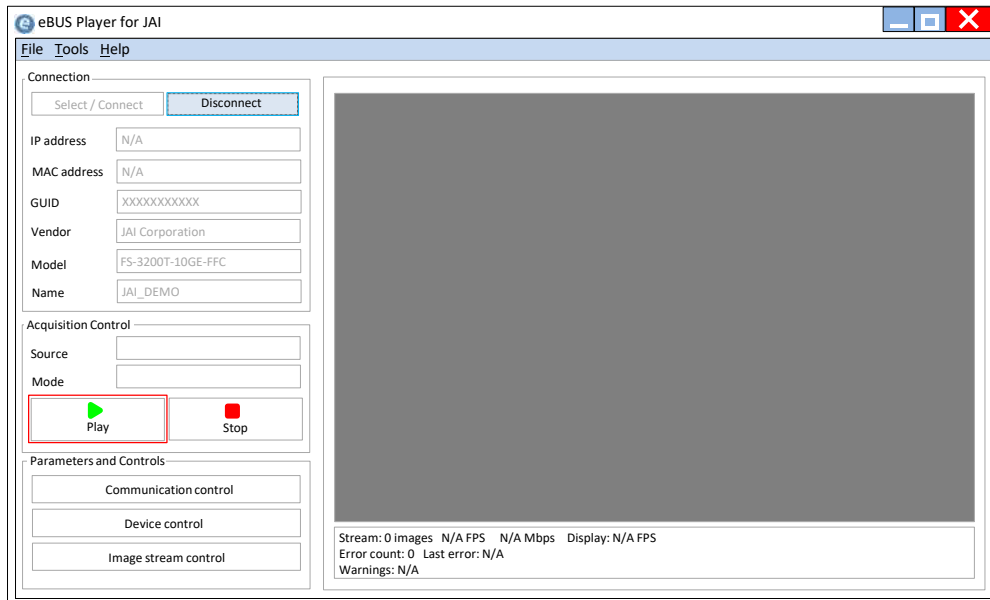 eBUS Player for JAI
File Tools Help
Connection
Select / Connect Disconnect
IP address N/A
MAC address N/A
GUID XXXXXXXXXXX
Vendor JAI Corporation
Model FS-3200T-10GE-FFC
Name JAI_DEMO
Acquisition Control
Source
Mode
Play Stop
Parameters and Controls
Communication control
Device control
Image stream control
Stream: 0 images N/A FPS N/A Mbps Display: N/A FPS
Error count: 0 Last error: N/A
Warnings: N/A